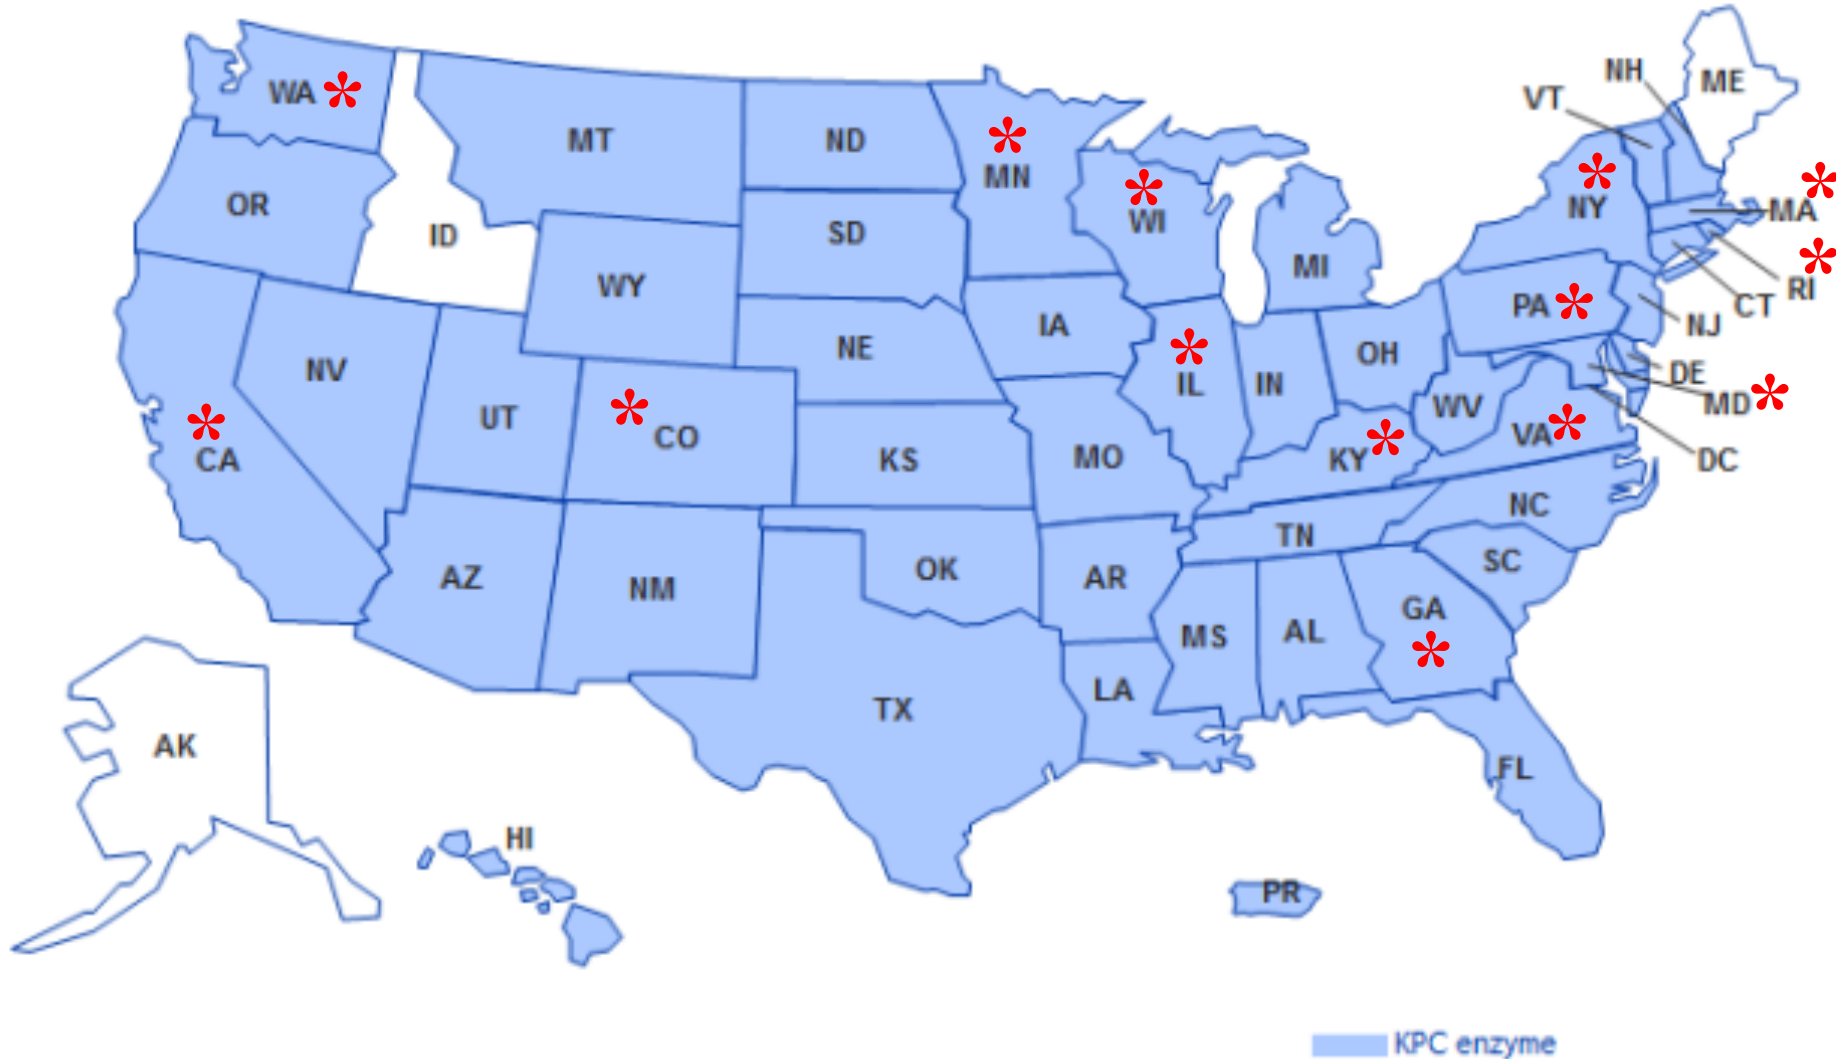 NH
ME
VT
WA *
MT
ND
* MN
* WI
* NY
* MA
OR
ID
SD
MI
* RI
WY
CT
PA *
NJ
IA
NE
OH
NV
* IL
IN
DE
MD *
UT
* CO
WV
VA *
* CA
KS
MO
KY *
DC
NC
TN
SC
AZ
NM
OK
AR
GA *
MS
AL
LA
TX
AK
FL
HI
PR
KPC enzyme